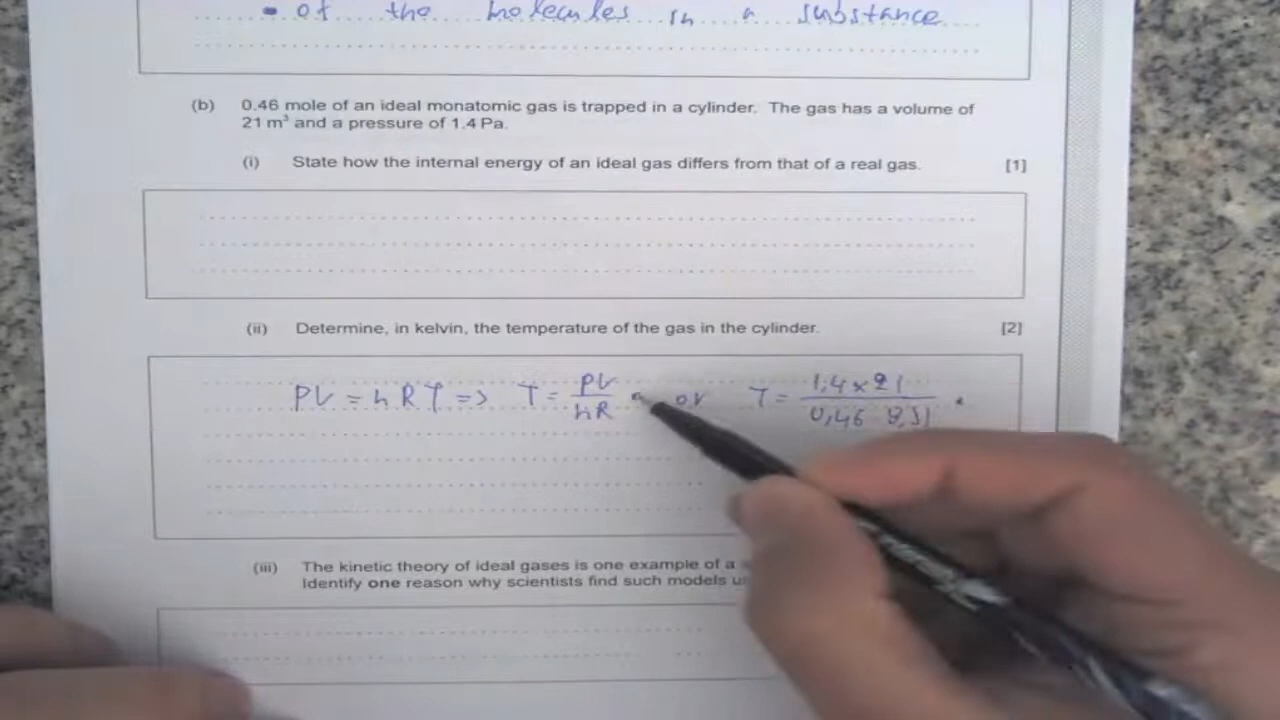 of the molecules in a substance
(b) 0.46 mole of an ideal monatomic gas is trapped in a cylinder. The gas has a volume of
21 m³ and a pressure of 1.4 Pa.
(i) State how the internal energy of an ideal gas differs from that of a real gas. [1]
(ii) Determine, in kelvin, the temperature of the gas in the cylinder. [2]
PV = nRT => T = PV/nR or T = 1,4 x 21/0,46 8,31
(iii) The kinetic theory of ideal gases is one example of a
Identify one reason why scientists find such models